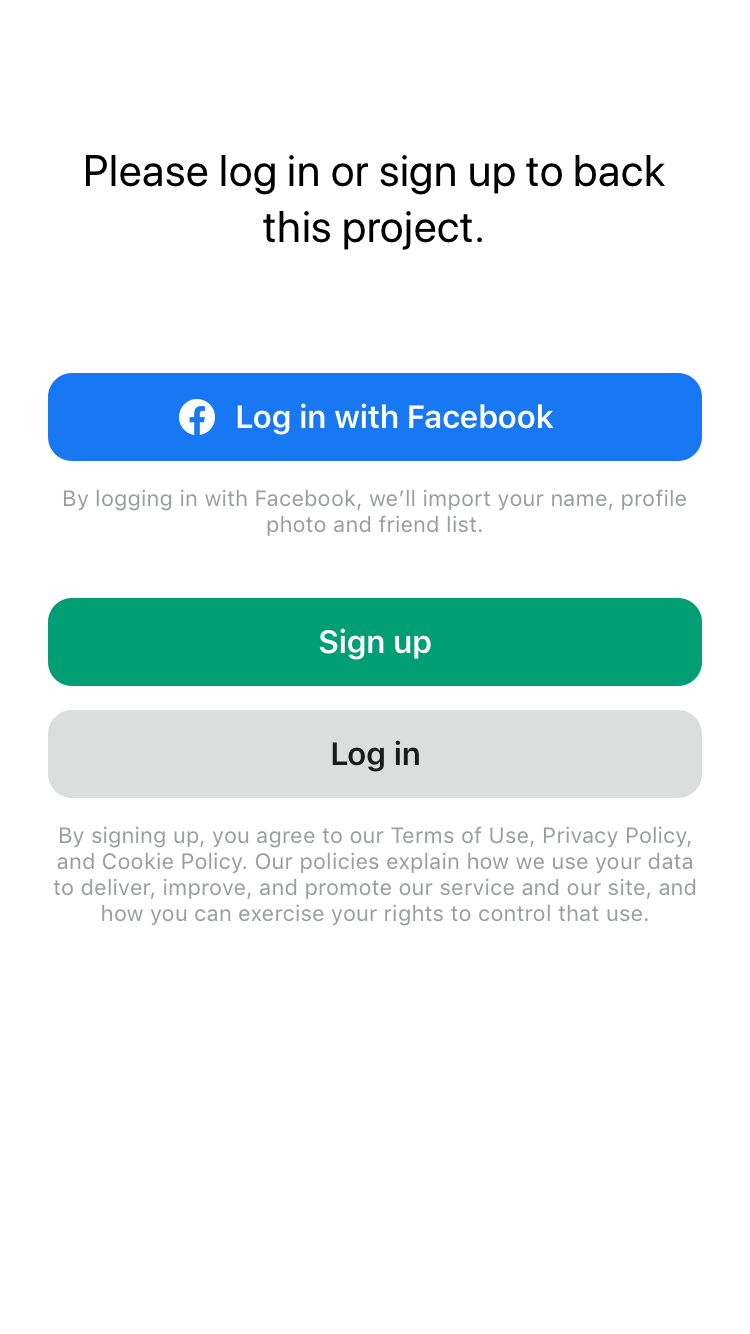 Please log in or sign up to back
this project.
Log in with Facebook
By logging in with Facebook, we’ll import your name, profile
photo and friend list.
Sign up
Log in
By signing up, you agree to our Terms of Use, Privacy Policy,
and Cookie Policy. Our policies explain how we use your data
to deliver, improve, and promote our service and our site, and
how you can exercise your rights to control that use.